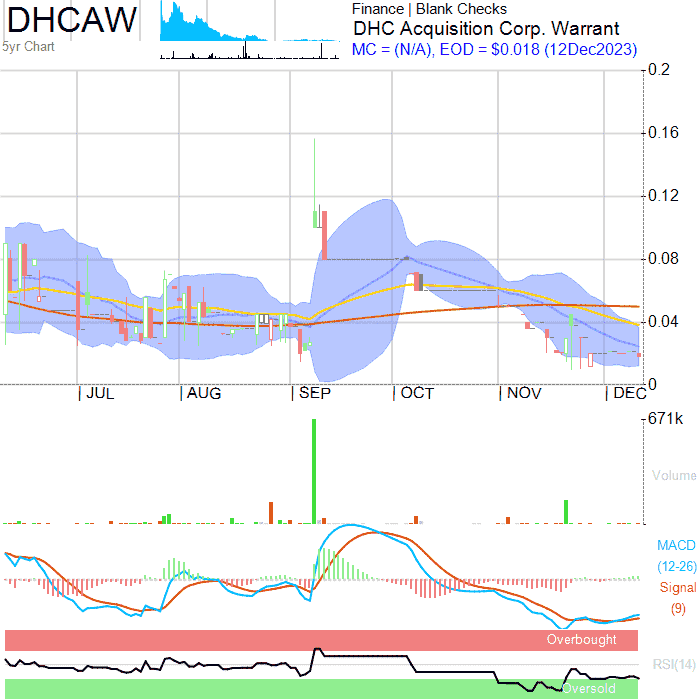 DHCAW
5yr Chart
Finance | Blank Checks
DHC Acquisition Corp. Warrant
MC = (N/A), EOD = $0.018 (12Dec2023)
0.2
0.16
0.12
0.08
0.04
0
| JUL | AUG | SEP | OCT | NOV | DEC
671k
Volume
MACD
(12-26)
Signal
(9)
Overbought
RSI(14)
Oversold